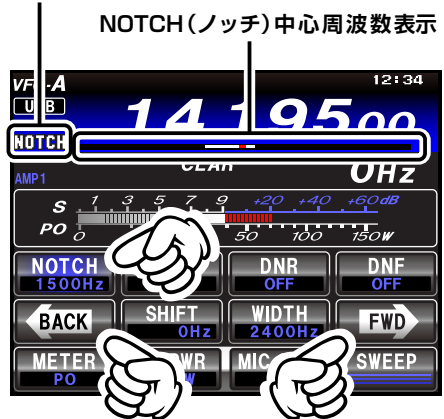 NOTCH（ノッチ）中心周波数表示
12:34
USB
14.195.00
NOTCH
CLAR
0Hz
AMP1
S 1 3 5 7 9 +20 +40 +60dB
PO 0 50 100 150W
NOTCH DNR DNF
1500Hz OFF OFF
BACK SHIFT WIDTH FWD
0Hz 2400Hz
METER MIC SWEEP
PO